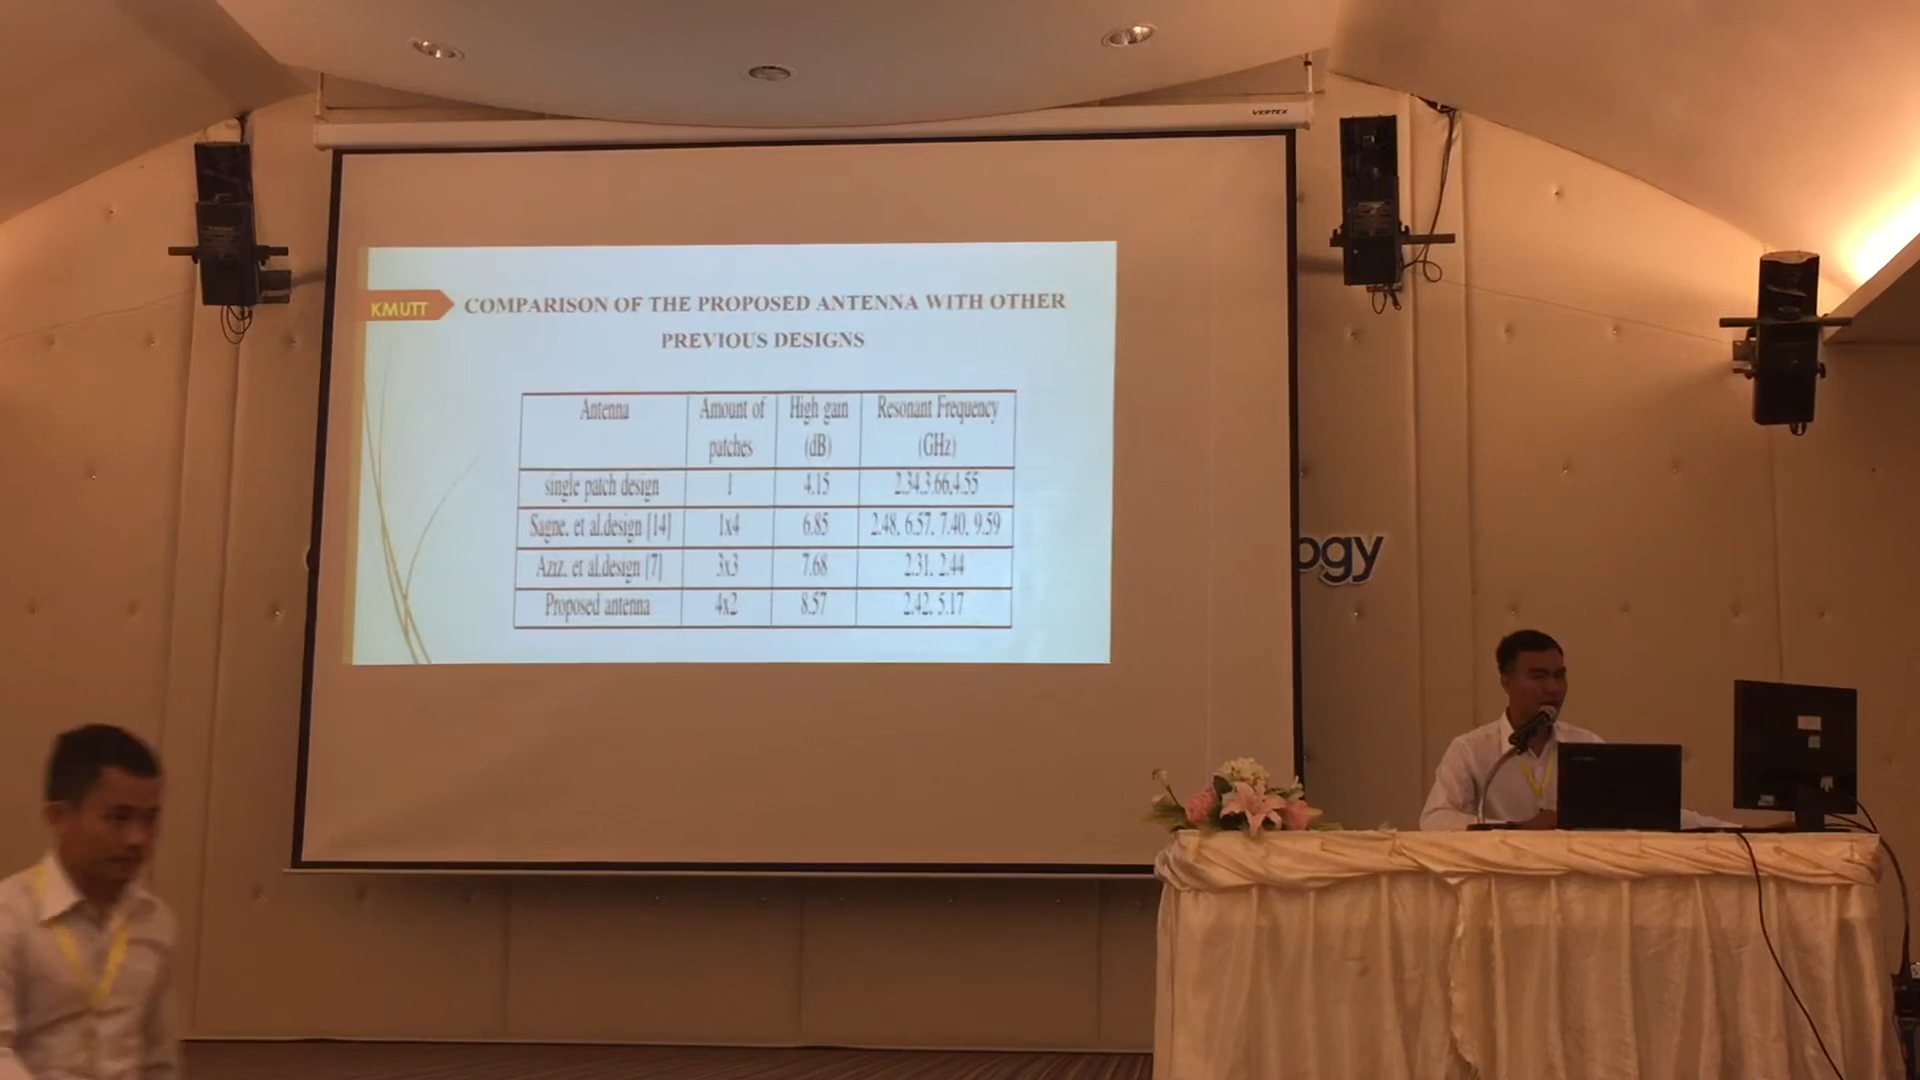 VERTEX
KMUTT
COMPARISON OF THE PROPOSED ANTENNA WITH OTHER
PREVIOUS DESIGNS
Antenna Amount of patches High gain (dB) Resonant Frequency (GHz)
single patch design 1 4.15 2.34,3.66,4.55
Sagne. et al.design [14] 1x4 6.85 2.48, 6.57, 7.40, 9.59
Aziz. et al.design [7] 3x3 7.68 2.31, 2.44
Proposed antenna 4x2 8.57 2.42, 5.17
ogy